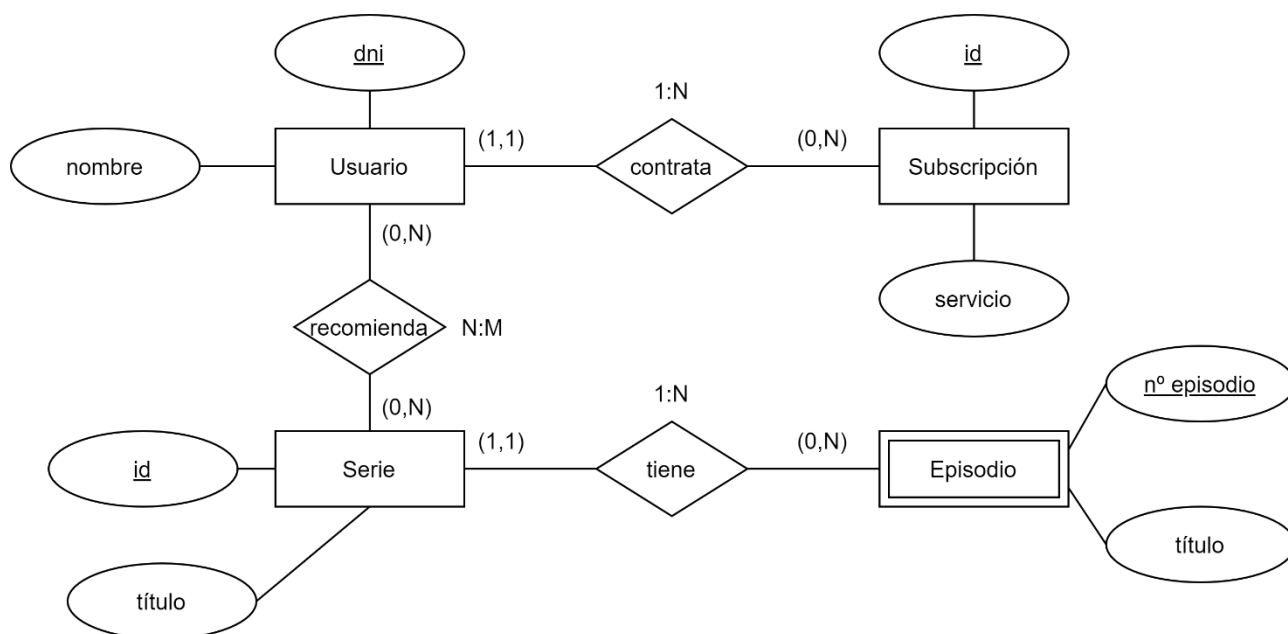 dni
id
1:N
nombre
Usuario
(1,1)
contrata
(0,N)
Subscripción
(0,N)
servicio
recomienda
N:M
nº episodio
1:N
(0,N)
id
Serie
(1,1)
tiene
(0,N)
Episodio
título
título